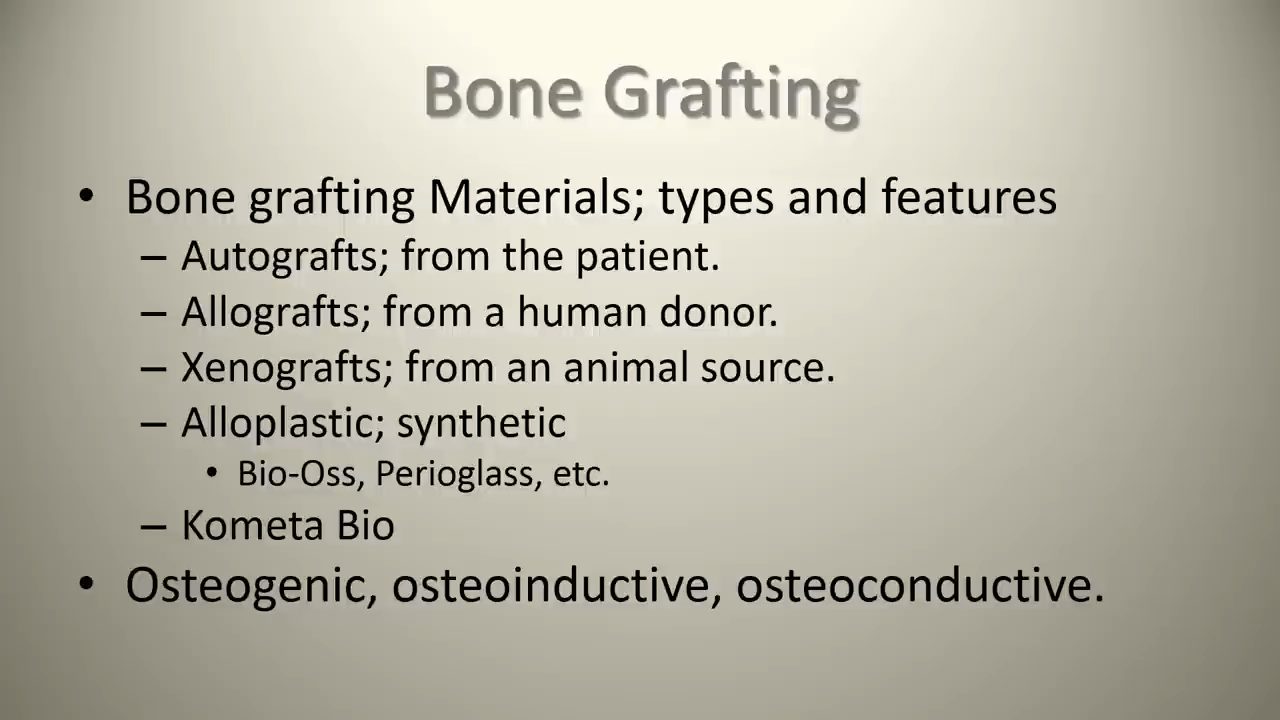 Bone Grafting
• Bone grafting Materials; types and features
– Autografts; from the patient.
– Allografts; from a human donor.
– Xenografts; from an animal source.
– Alloplastic; synthetic
• Bio-Oss, Perioglass, etc.
– Kometa Bio
• Osteogenic, osteoinductive, osteoconductive.